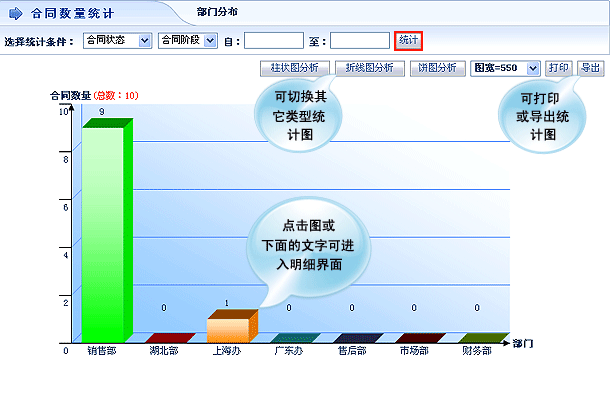 合同数量统计 部门分布
选择统计条件： 合同状态 合同阶段 自： 至： 统计
柱状图分析 折线图分析 饼图分析 图宽=550 打印 导出
可切换其
它类型统
计图
可打印
或导出统
计图
合同数量(总数：10)
10
9
8
6
点击图或
下面的文字可进
入明细界面
4
2
0 1 0 0 0 0
0
销售部 湖北部 上海办 广东办 售后部 市场部 财务部 部门